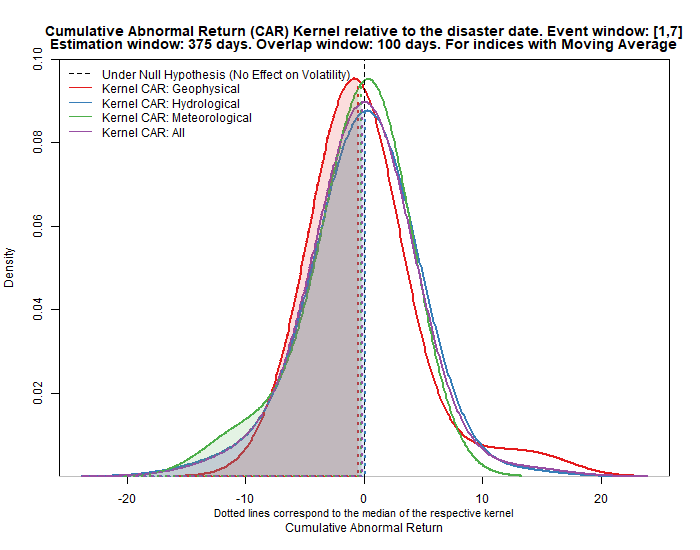 Cumulative Abnormal Return (CAR) Kernel relative to the disaster date. Event window: [1,7]
Estimation window: 375 days. Overlap window: 100 days. For indices with Moving Average
Under Null Hypothesis (No Effect on Volatility)
Kernel CAR: Geophysical
Kernel CAR: Hydrological
Kernel CAR: Meteorological
Kernel CAR: All
0.10
0.08
0.06
0.04
0.02
Density
-20 -10 0 10 20
Dotted lines correspond to the median of the respective kernel
Cumulative Abnormal Return